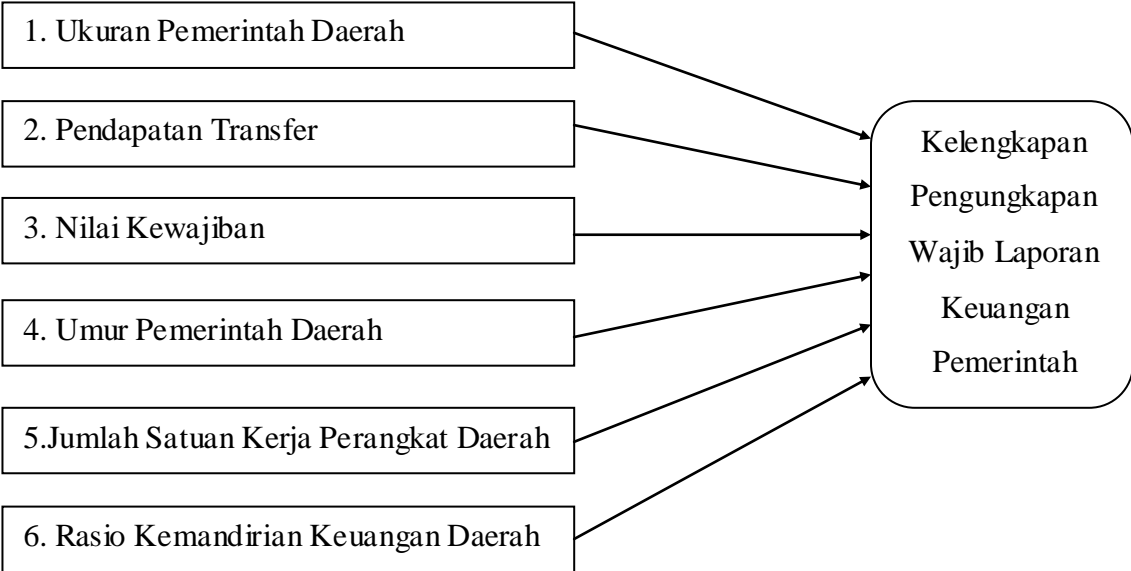 1. Ukuran Pemerintah Daerah
2. Pendapatan Transfer
3. Nilai Kewajiban
4. Umur Pemerintah Daerah
5.Jumlah Satuan Kerja Perangkat Daerah
6. Rasio Kemandirian Keuangan Daerah
Kelengkapan
Pengungkapan
Wajib Laporan
Keuangan
Pemerintah